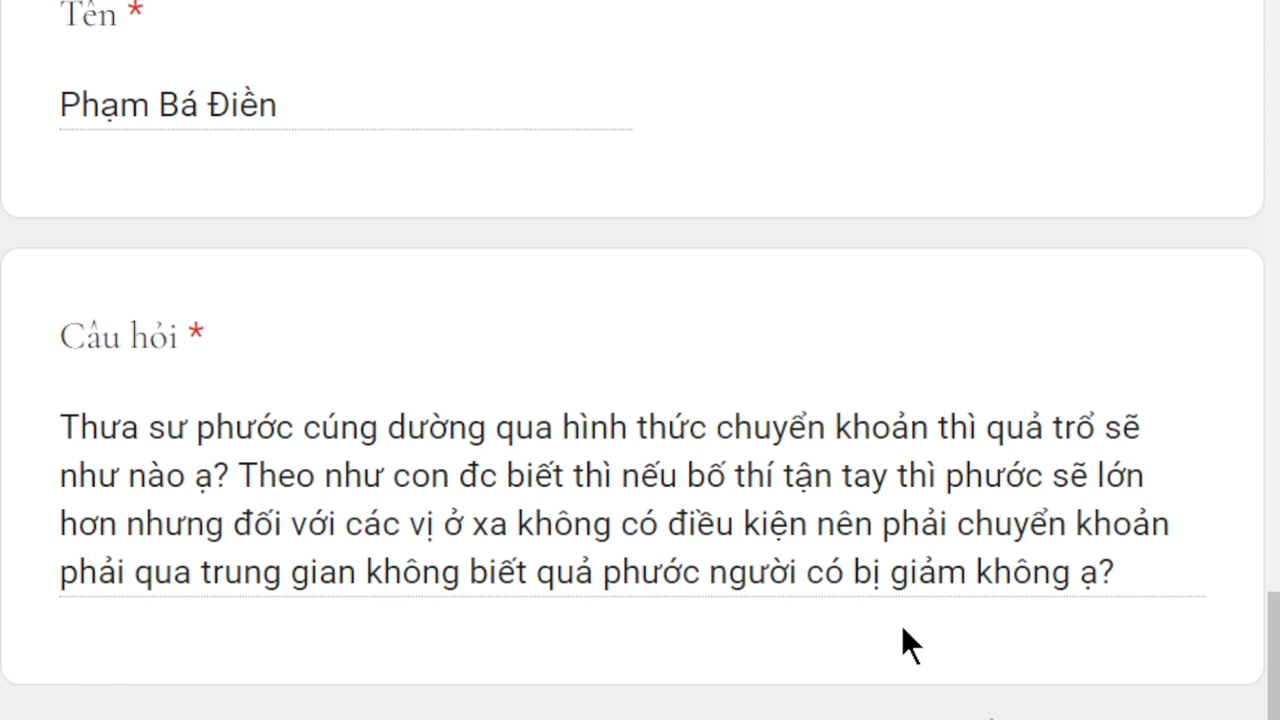 Tên *
Phạm Bá Điền
Câu hỏi *
Thưa sư phước cúng dường qua hình thức chuyển khoản thì quả trổ sẽ
như nào ạ? Theo như con đc biết thì nếu bố thí tận tay thì phước sẽ lớn
hơn nhưng đối với các vị ở xa không có điều kiện nên phải chuyển khoản
phải qua trung gian không biết quả phước người có bị giảm không ạ?